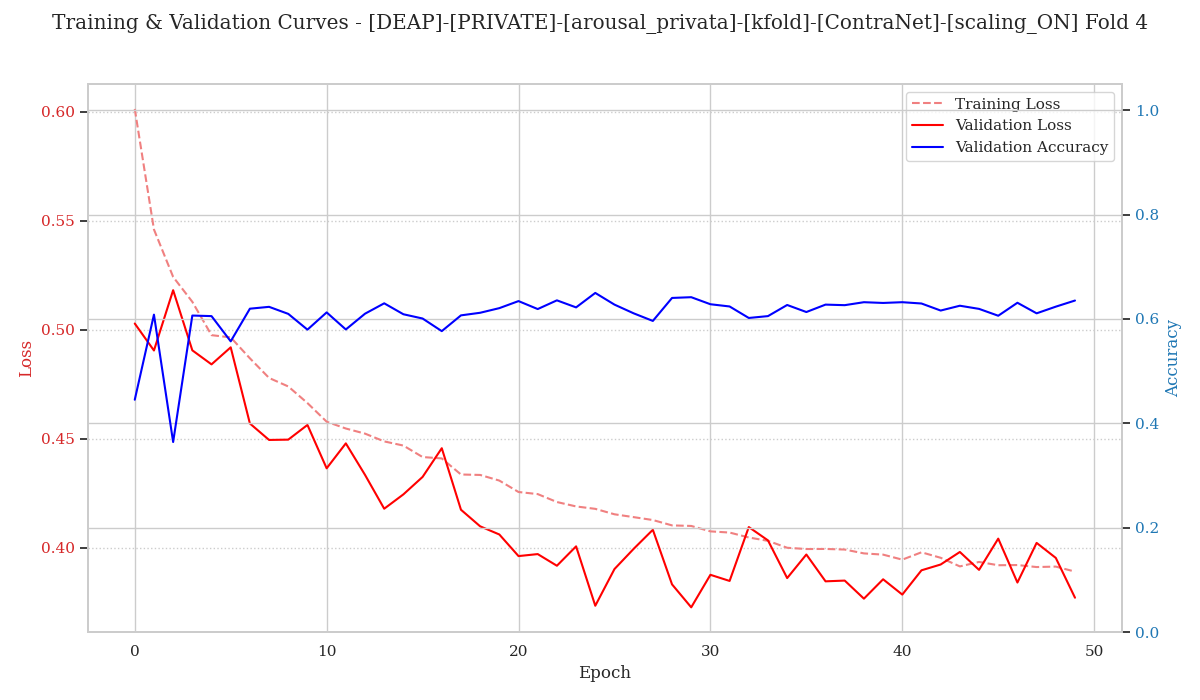 Training & Validation Curves - [DEAP]-[PRIVATE]-[arousal_privata]-[kfold]-[ContraNet]-[scaling_ON] Fold 4
Training Loss
Validation Loss
Validation Accuracy
0.60
0.55
0.50
0.45
0.40
Loss
1.0
0.8
0.6
0.4
0.2
0.0
Accuracy
0
10
20
30
40
50
Epoch